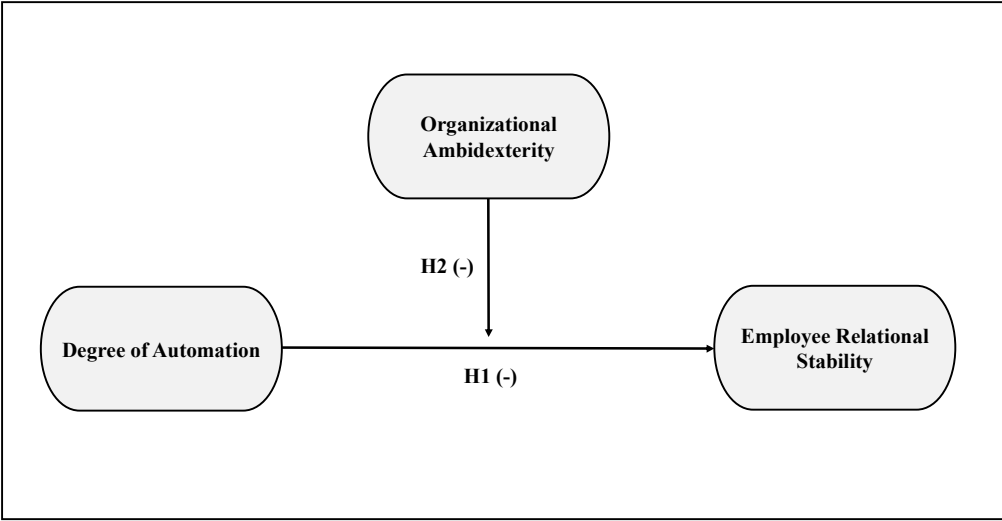 Organizational
Ambidexterity
H2 (-)
Degree of Automation
Employee Relational
Stability
H1 (-)